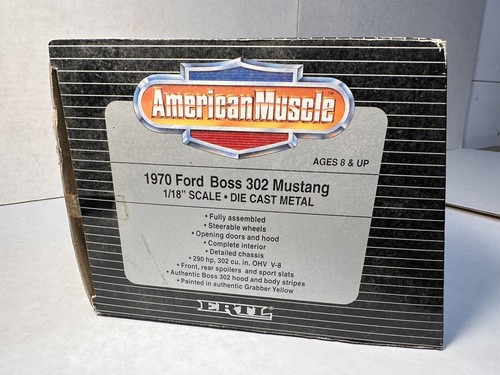 AmericanMuscle
™
AGES 8 & UP
1970 Ford Boss 302 Mustang
1/18" SCALE • DIE CAST METAL
• Fully assembled
• Steerable wheels
• Opening doors and hood
• Complete interior
• Detailed chassis
• 290 hp, 302 cu. in. OHV V-8
• Front, rear spoilers and sport slats
• Authentic Boss 302 hood and body stripes
• Painted in authentic Grabber Yellow
ERTL